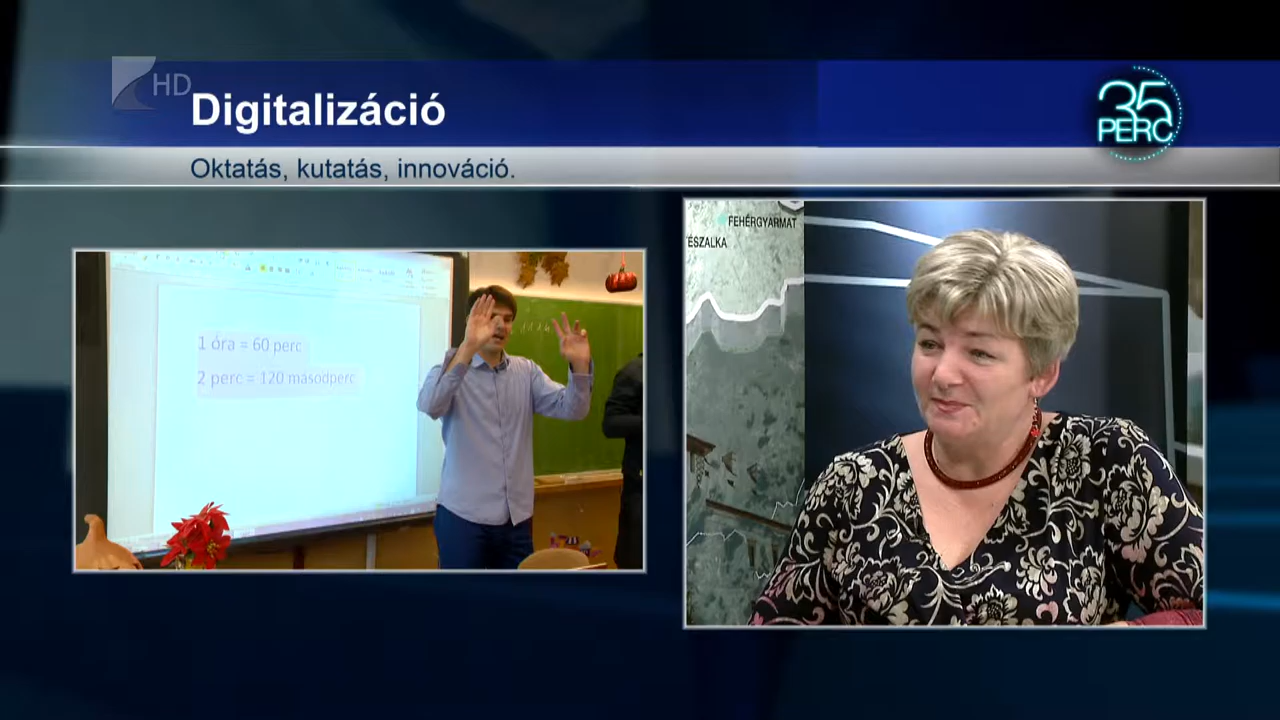 HD
Digitalizáció
35
PERC
Oktatás, kutatás, innováció.
FEHÉRGYARMAT
ÉSZALKA
1 óra = 60 perc
2 perc = 120 másodperc